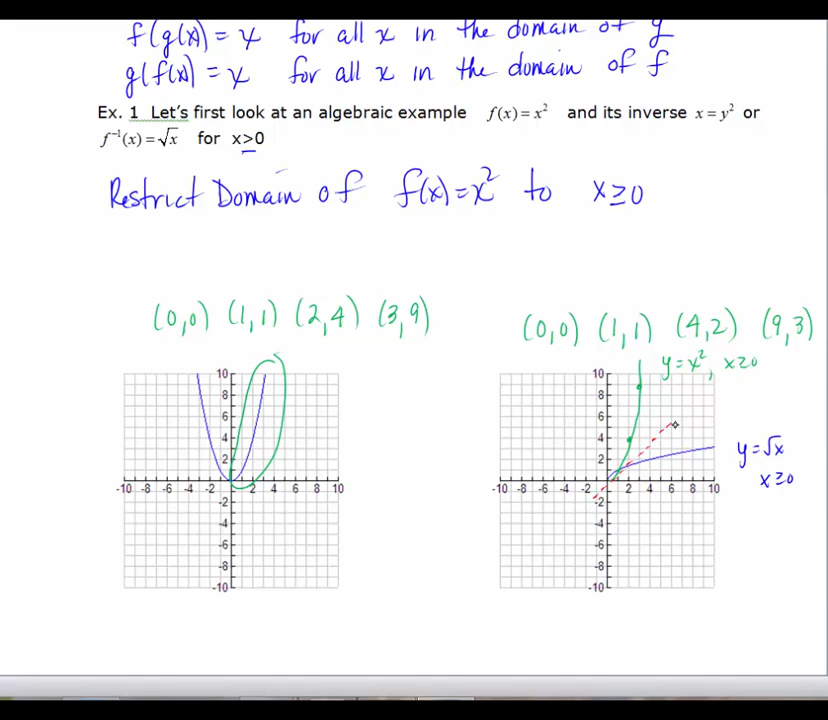 f(g(x)) = x for all x in the domain of g
g(f(x)) = x for all x in the domain of f
Ex. 1 Let's first look at an algebraic example f(x) = x² and its inverse x = y² or
f⁻¹(x) = √x for x>0
Restrict Domain of f(x) = x² to x≥0
(0,0) (1,1) (2,4) (3,9)
(0,0) (1,1) (4,2) (9,3)
y = x², x≥0
y = √x
x≥0
10
8
6
4
2
-10 -8 -6 -4 -2 2 4 6 8 10
-2
-4
-6
-8
-10
10
8
6
4
2
-10 -8 -6 -4 -2 2 4 6 8 10
-2
-4
-6
-8
-10